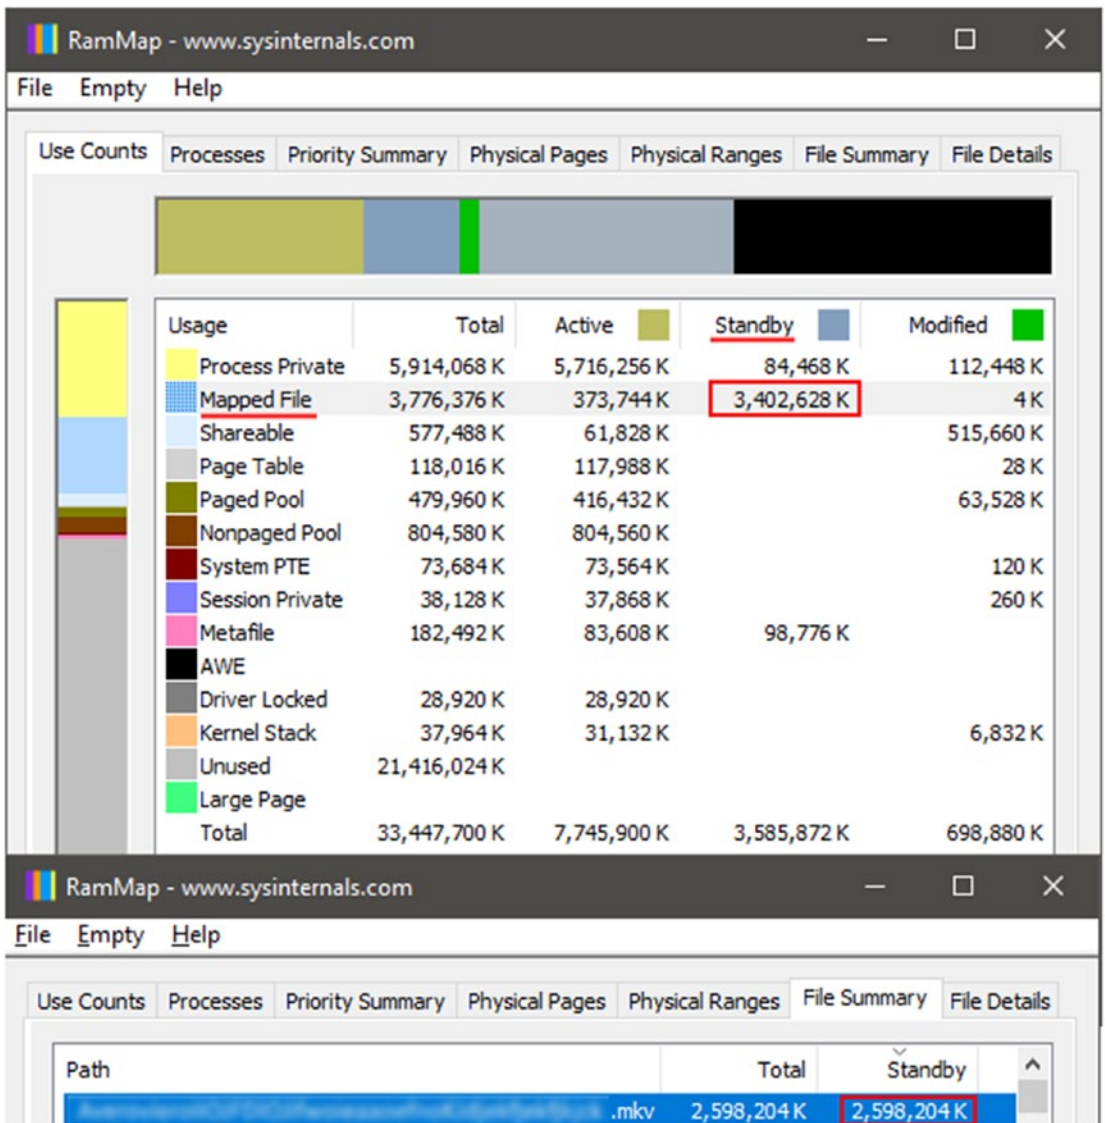 RamMap - www.sysinternals.com
File Empty Help
Use Counts Processes Priority Summary Physical Pages Physical Ranges File Summary File Details
Usage Total Active Standby Modified
Process Private 5,914,068 K 5,716,256 K 84,468 K 112,448 K
Mapped File 3,776,376 K 373,744 K 3,402,628 K 4 K
Shareable 577,488 K 61,828 K 515,660 K
Page Table 118,016 K 117,988 K 28 K
Paged Pool 479,960 K 416,432 K 63,528 K
Nonpaged Pool 804,580 K 804,560 K
System PTE 73,684 K 73,564 K 120 K
Session Private 38,128 K 37,868 K 260 K
Metafile 182,492 K 83,608 K 98,776 K
AWE
Driver Locked 28,920 K 28,920 K
Kernel Stack 37,964 K 31,132 K 6,832 K
Unused 21,416,024 K
Large Page
Total 33,447,700 K 7,745,900 K 3,585,872 K 698,880 K
RamMap - www.sysinternals.com
File Empty Help
Use Counts Processes Priority Summary Physical Pages Physical Ranges File Summary File Details
Path Total Standby
.mkv 2,598,204 K 2,598,204 K